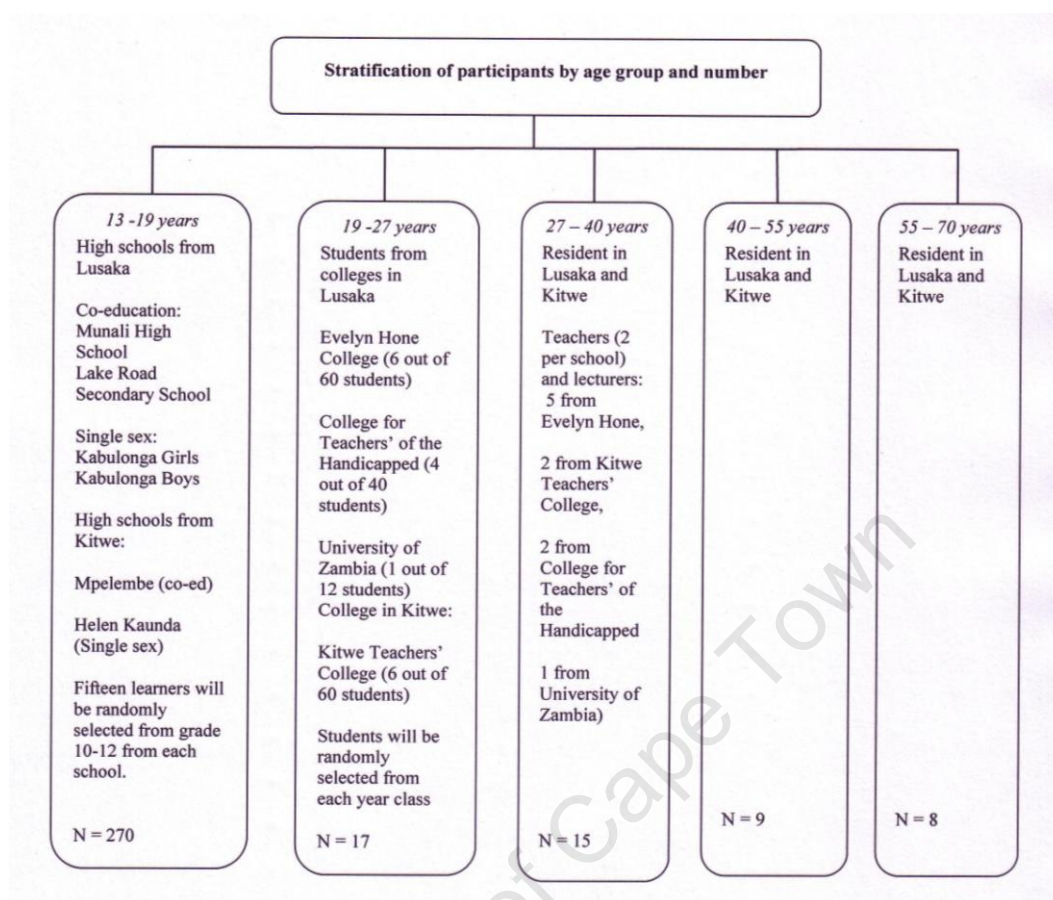 Stratification of participants by age group and number
13 -19 years
High schools from
Lusaka
Co-education:
Munali High
School
Lake Road
Secondary School
Single sex:
Kabulonga Girls
Kabulonga Boys
High schools from
Kitwe:
Mpelembe (co-ed)
Helen Kaunda
(Single sex)
Fifteen learners will
be randomly
selected from grade
10-12 from each
school.
N = 270
19 -27 years
Students from
colleges in
Lusaka
Evelyn Hone
College (6 out of
60 students)
College for
Teachers’ of the
Handicapped (4
out of 40
students)
University of
Zambia (1 out of
12 students)
College in Kitwe:
Kitwe Teachers’
College (6 out of
60 students)
Students will be
randomly
selected from
each year class
N = 17
27 – 40 years
Resident in
Lusaka and
Kitwe
Teachers (2
per school)
and lecturers:
5 from
Evelyn Hone,
2 from Kitwe
Teachers’
College,
2 from
College for
Teachers’ of
the
Handicapped
1 from
University of
Zambia)
N = 15
40 – 55 years
Resident in
Lusaka and
Kitwe
N = 9
55 – 70 years
Resident in
Lusaka and
Kitwe
N = 8
of Cape Town